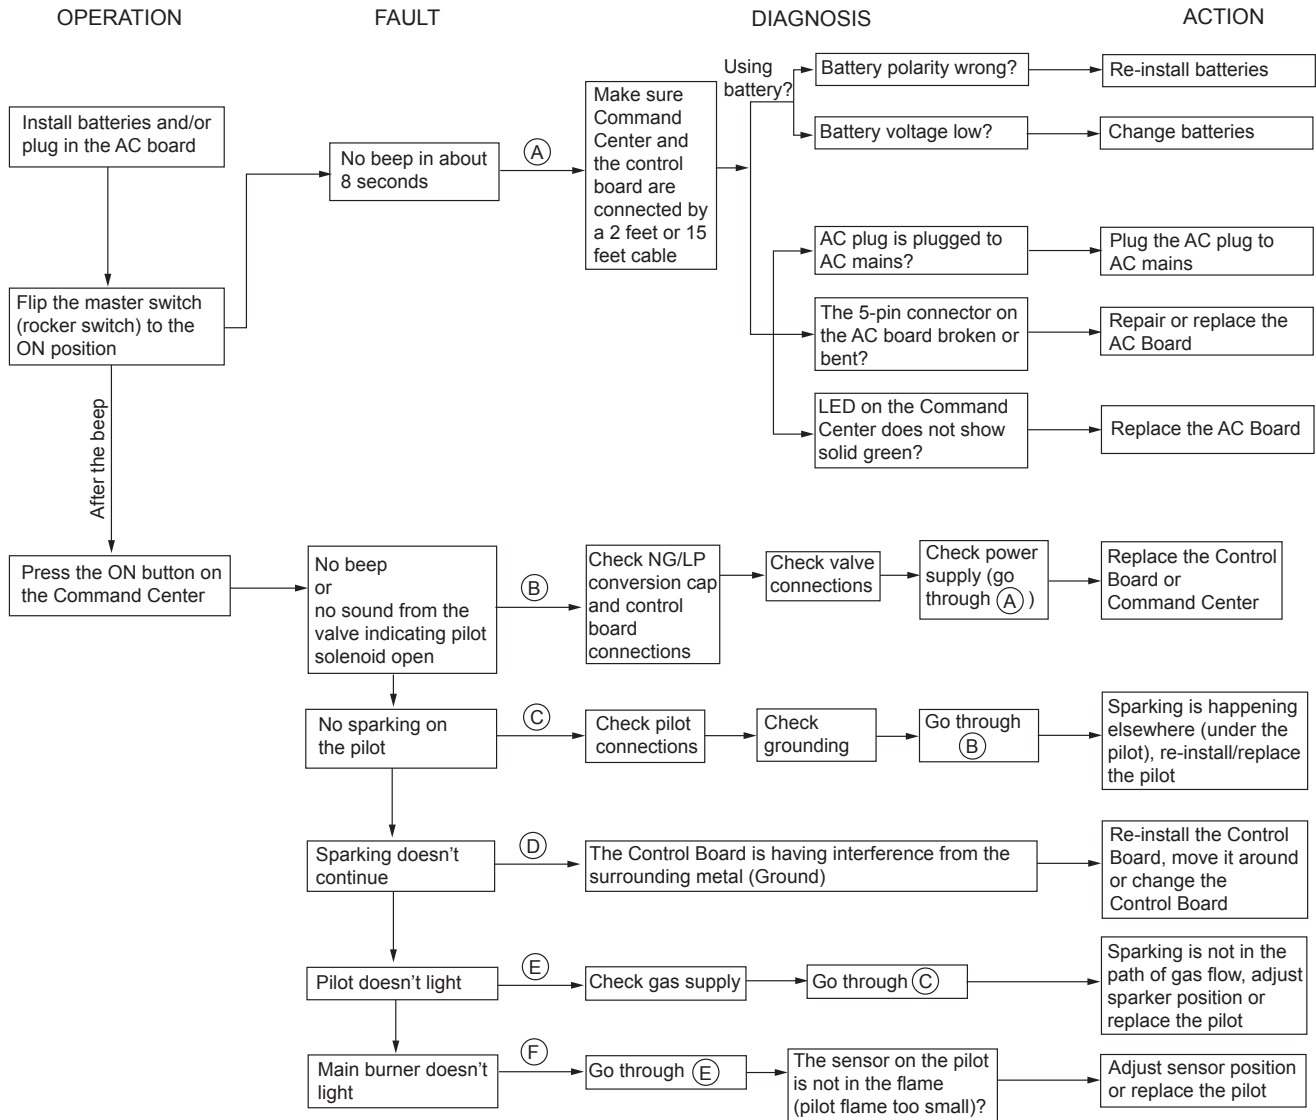 OPERATION
FAULT
DIAGNOSIS
ACTION
Install batteries and/or
plug in the AC board
Flip the master switch
(rocker switch) to the
ON position
After the beep
Press the ON button on
the Command Center
No beep in about
8 seconds
A
Make sure
Command
Center and
the control
board are
connected by
a 2 feet or 15
feet cable
Using
battery?
Battery polarity wrong?
Re-install batteries
Battery voltage low?
Change batteries
AC plug is plugged to
AC mains?
Plug the AC plug to
AC mains
The 5-pin connector on
the AC board broken or
bent?
Repair or replace the
AC Board
LED on the Command
Center does not show
solid green?
Replace the AC Board
No beep
or
no sound from the
valve indicating pilot
solenoid open
B
Check NG/LP
conversion cap
and control
board
connections
Check valve
connections
Check power
supply (go
through A )
Replace the Control
Board or
Command Center
No sparking on
the pilot
C
Check pilot
connections
Check
grounding
Go through
B
Sparking is happening
elsewhere (under the
pilot), re-install/replace
the pilot
Sparking doesn't
continue
D
The Control Board is having interference from the
surrounding metal (Ground)
Re-install the Control
Board, move it around
or change the
Control Board
Pilot doesn't light
E
Check gas supply
Go through C
Sparking is not in the
path of gas flow, adjust
sparker position or
replace the pilot
Main burner doesn't
light
F
Go through E
The sensor on the pilot
is not in the flame
(pilot flame too small)?
Adjust sensor position
or replace the pilot